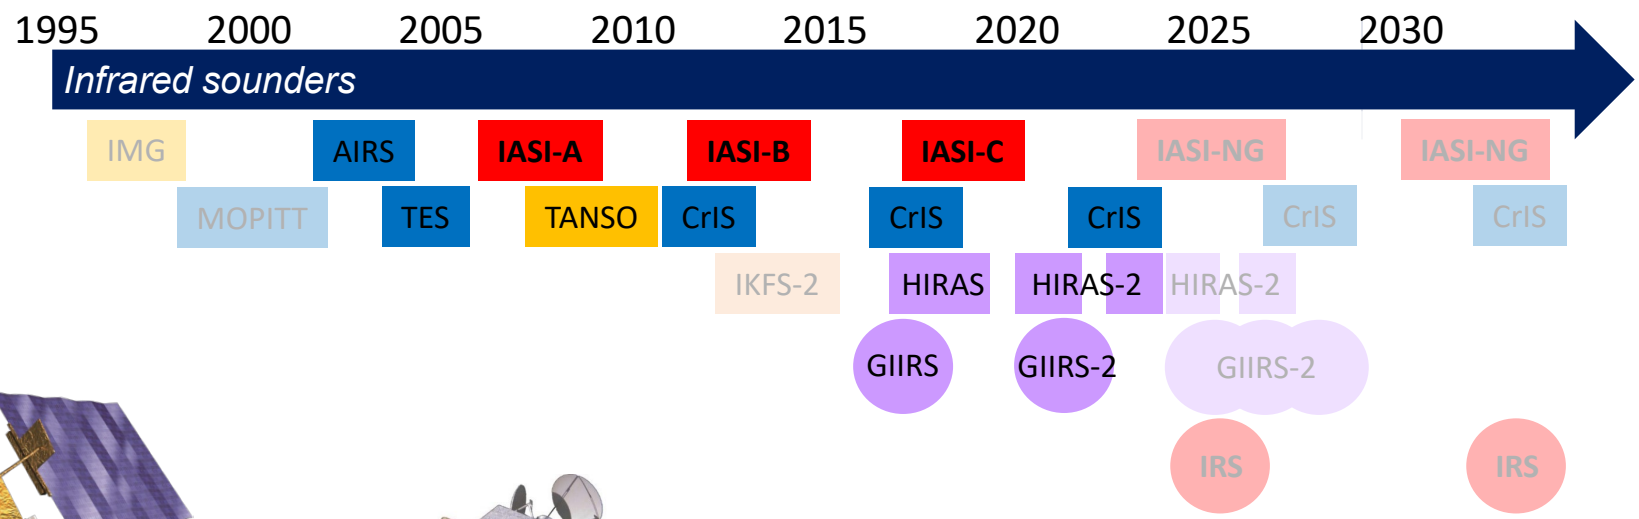 1995 2000 2005 2010 2015 2020 2025 2030
Infrared sounders
IMG AIRS IASI-A IASI-B IASI-C IASI-NG IASI-NG
MOPITT TES TANSO CrIS CrIS CrIS CrIS CrIS
IKFS-2 HIRAS HIRAS-2 HIRAS-2
GIIRS GIIRS-2 GIIRS-2
IRS IRS